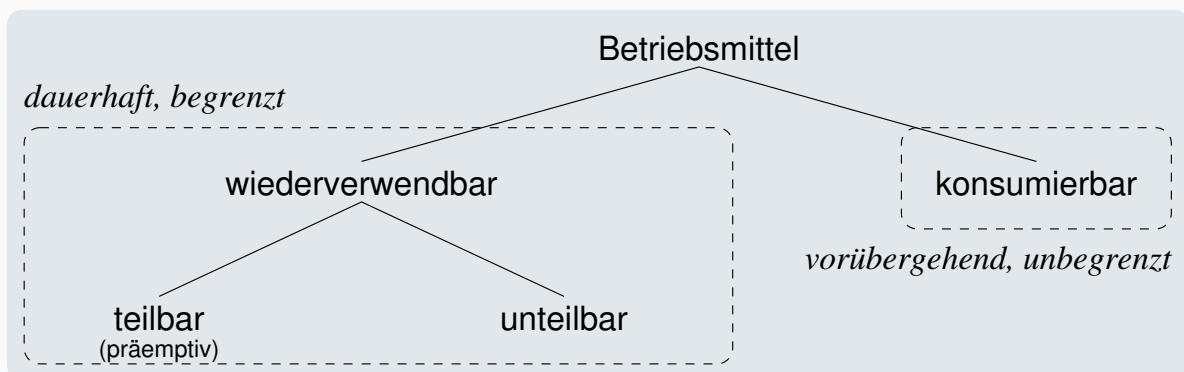 Betriebsmittel
dauerhaft, begrenzt
wiederverwendbar
konsumierbar
vorübergehend, unbegrenzt
teilbar
unteilbar
(präemptiv)